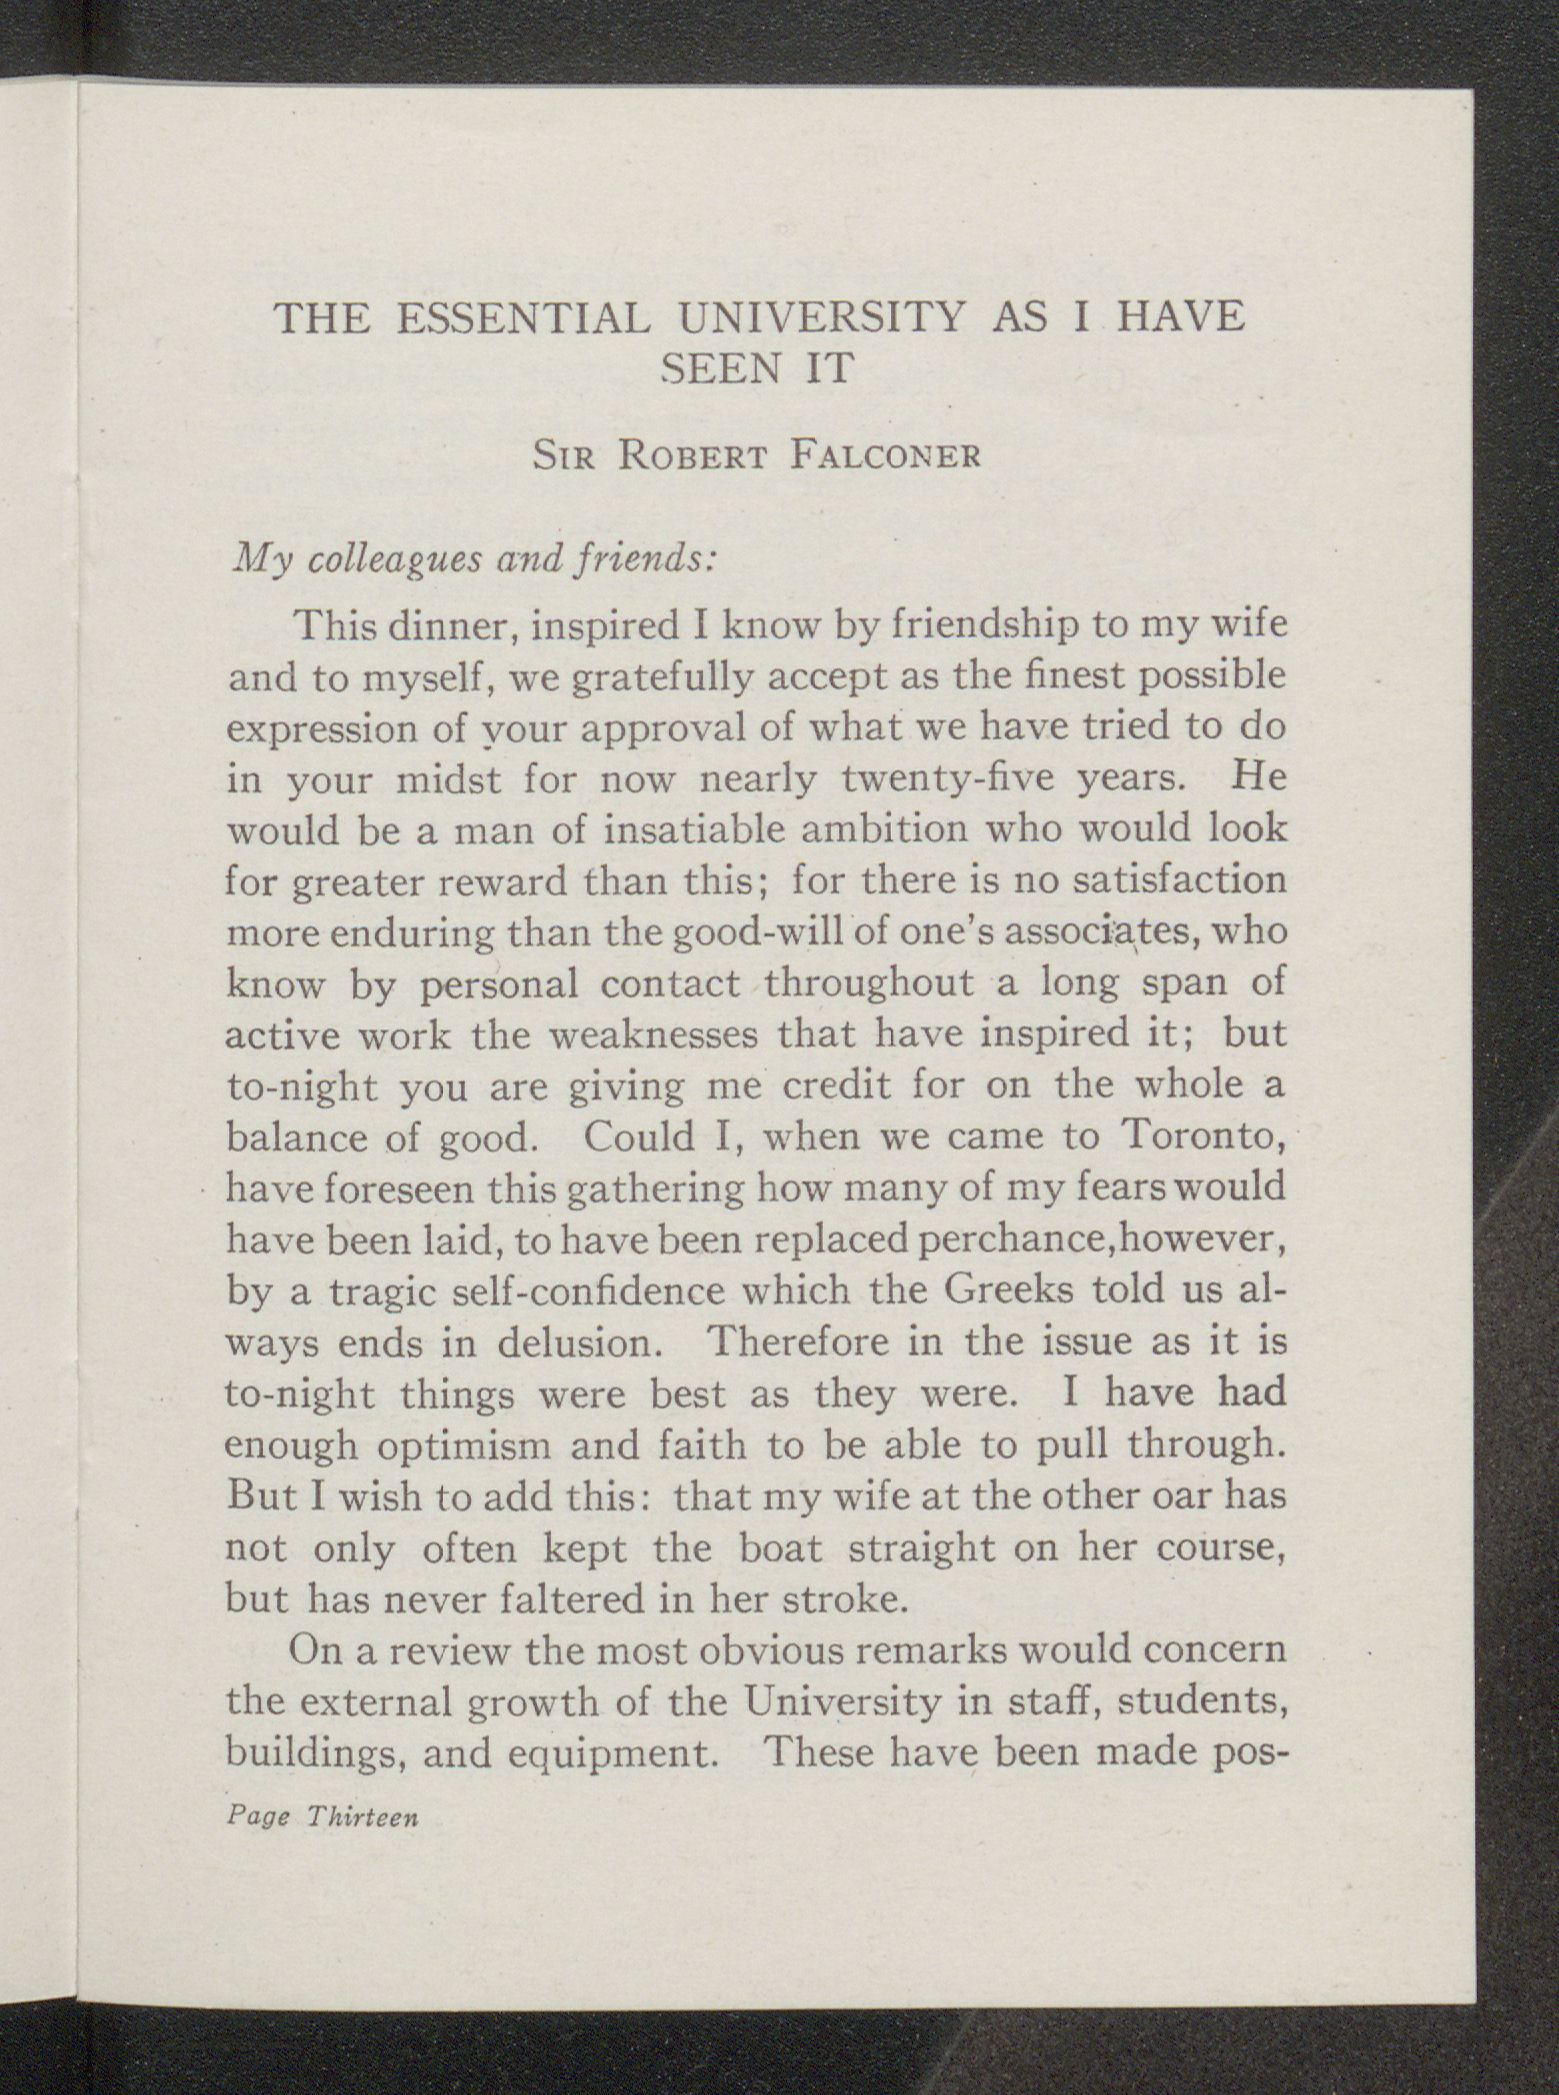 THE ESSENTIAL UNIVERSITY AS I HAVE
SEEN IT
SIR ROBERT FALCONER
My colleagues and friends:
This dinner, inspired I know by friendship to my wife
and to myself, we gratefully accept as the finest possible
expression of your approval of what we have tried to do
in your midst for now nearly twenty-five years. He
would be a man of insatiable ambition who would look
for greater reward than this; for there is no satisfaction
more enduring than the good-will of one's associates, who
know by personal contact throughout a long span of
active work the weaknesses that have inspired it; but
to-night you are giving me credit for on the whole a
balance of good. Could I, when we came to Toronto,
have foreseen this gathering how many of my fears would
have been laid, to have been replaced perchance,however,
by a tragic self-confidence which the Greeks told us al-
ways ends in delusion. Therefore in the issue as it is
to-night things were best as they were. I have had
enough optimism and faith to be able to pull through.
But I wish to add this: that my wife at the other oar has
not only often kept the boat straight on her course,
but has never faltered in her stroke.
On a review the most obvious remarks would concern
the external growth of the University in staff, students,
buildings, and equipment. These have been made pos-
Page Thirteen